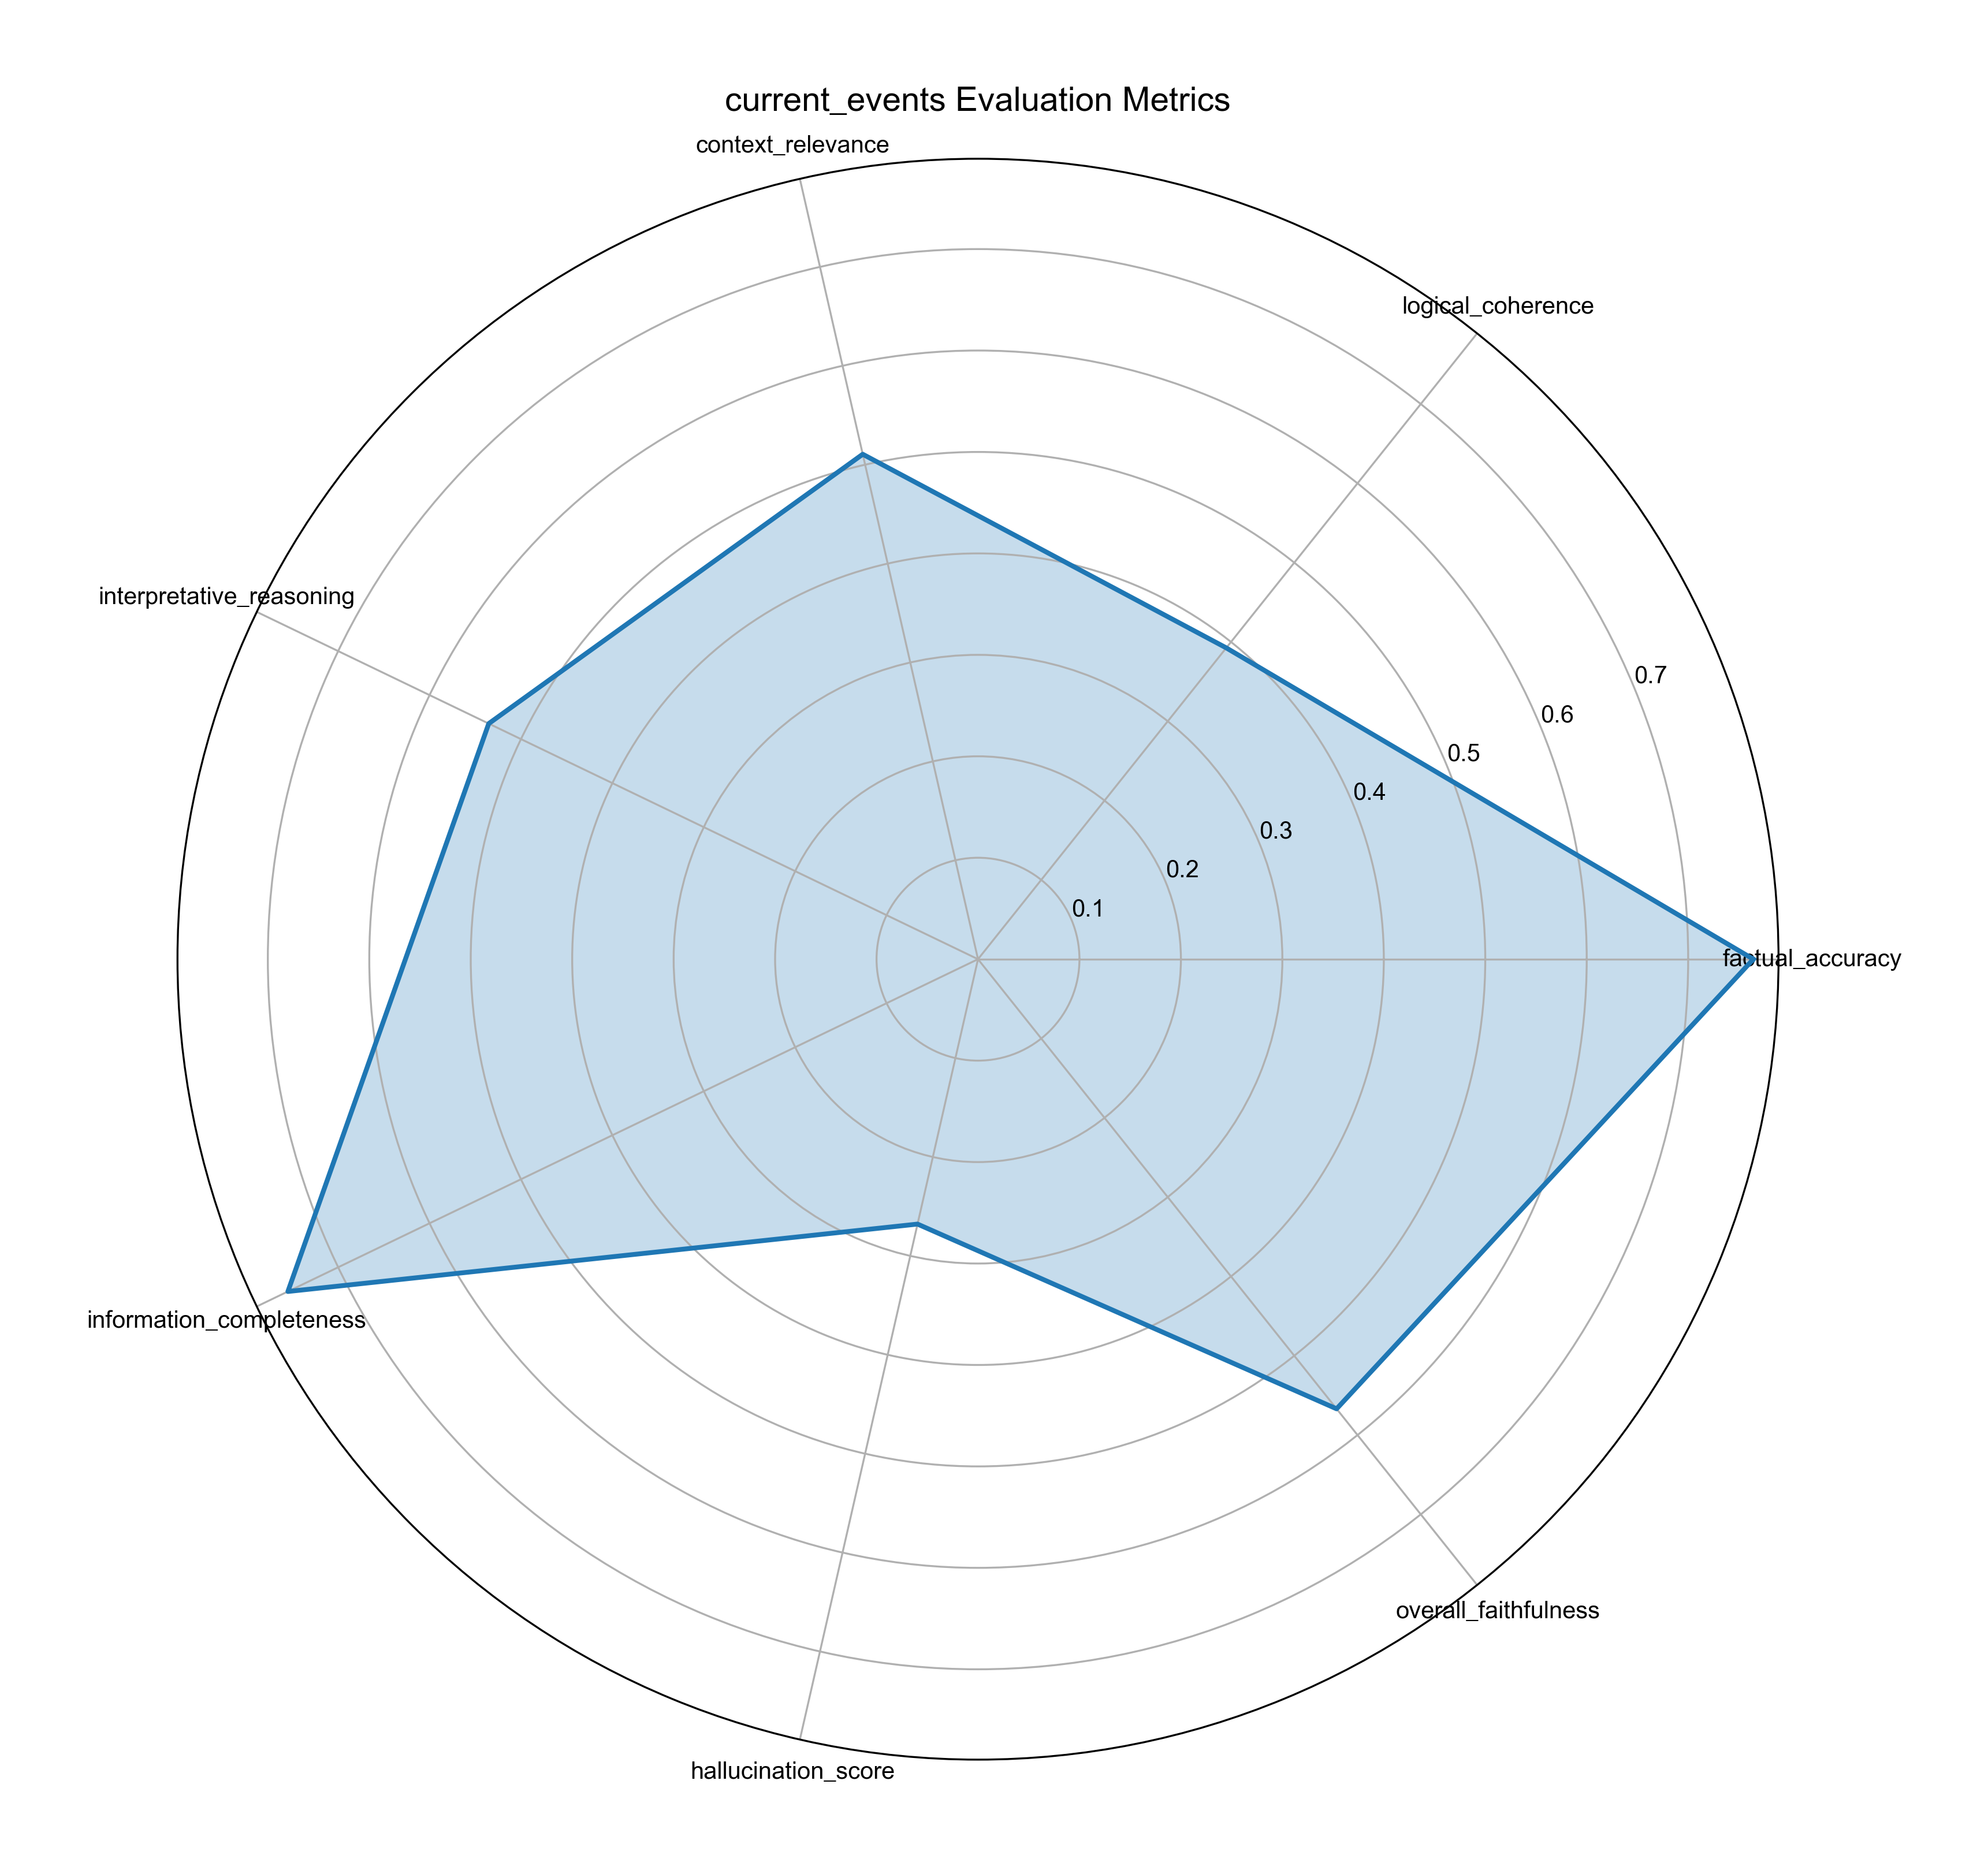 current_events Evaluation Metrics
context_relevance
logical_coherence
interpretative_reasoning
0.7
0.6
0.5
0.4
0.3
0.2
0.1
factual_accuracy
information_completeness
overall_faithfulness
hallucination_score